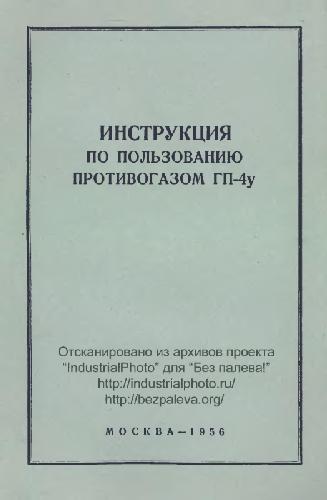 ИНСТРУКЦИЯ
ПО ПОЛЬЗОВАНИЮ
ПРОТИВОГАЗОМ ГП-4у
Отсканировано из архивов проекта
"IndustrialPhoto" для "Без палева!"
http://industrialphoto.ru/
http://bezpaleva.org/
МОСКВА—1956